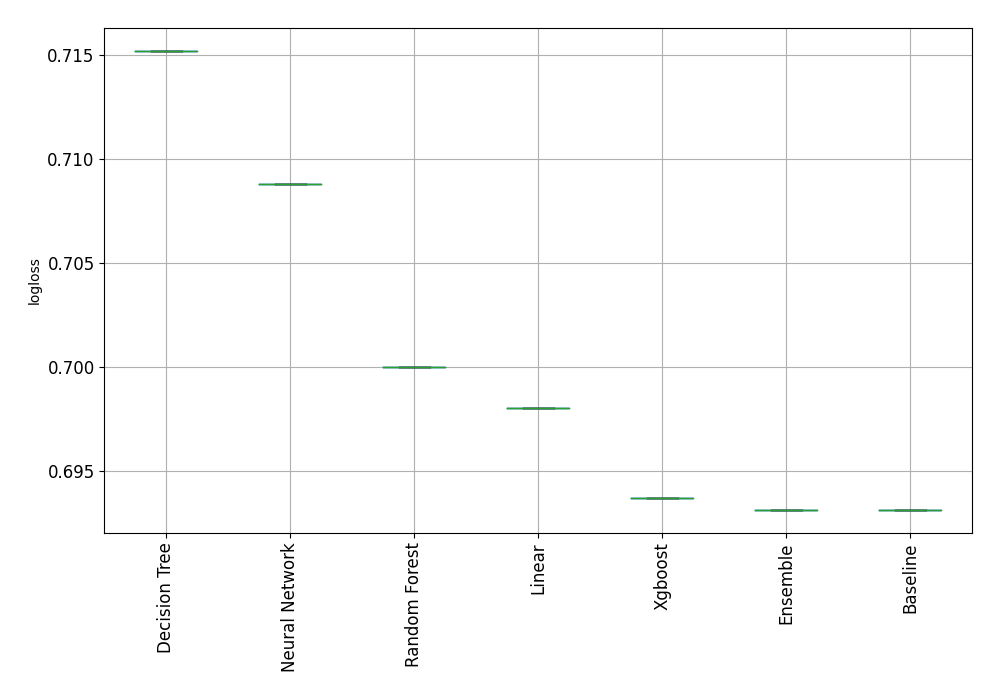 0.715
0.710
0.705
0.700
0.695
logloss
Decision Tree
Neural Network
Random Forest
Linear
Xgboost
Ensemble
Baseline